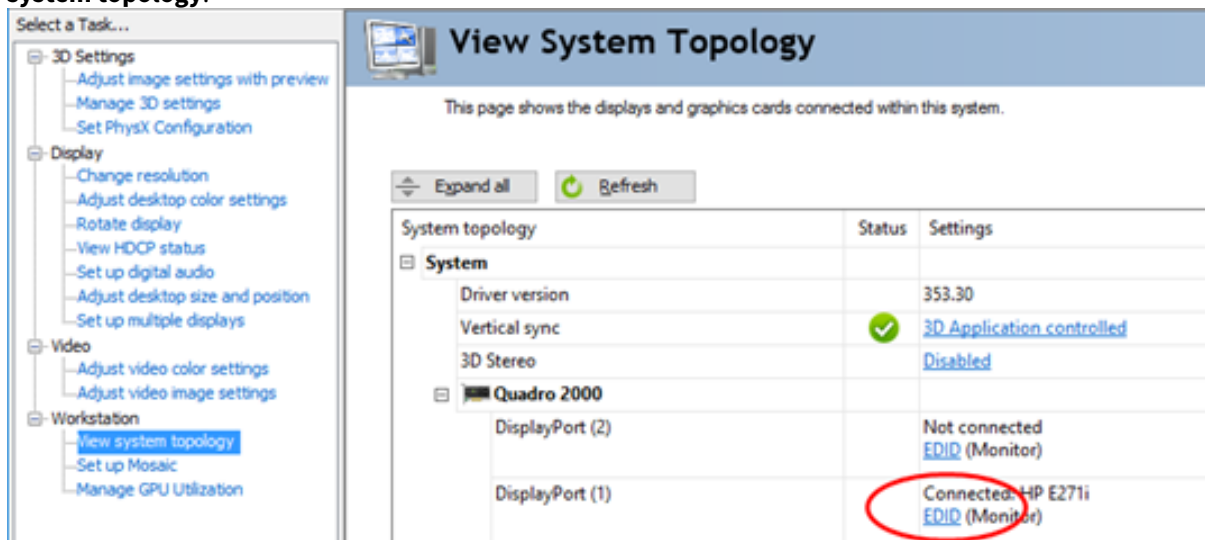 system topology.
Select a Task...
3D Settings
Adjust image settings with preview
Manage 3D settings
Set PhysX Configuration
Display
Change resolution
Adjust desktop color settings
Rotate display
View HDCP status
Set up digital audio
Adjust desktop size and position
Set up multiple displays
Video
Adjust video color settings
Adjust video image settings
Workstation
View system topology
Set up Mosaic
Manage GPU Utilization
View System Topology
This page shows the displays and graphics cards connected within this system.
Expand all Refresh
System topology Status Settings
System
Driver version 353.30
Vertical sync 3D Application controlled
3D Stereo Disabled
Quadro 2000
DisplayPort (2) Not connected
EDID (Monitor)
DisplayPort (1) Connected: HP E271i
EDID (Monitor)